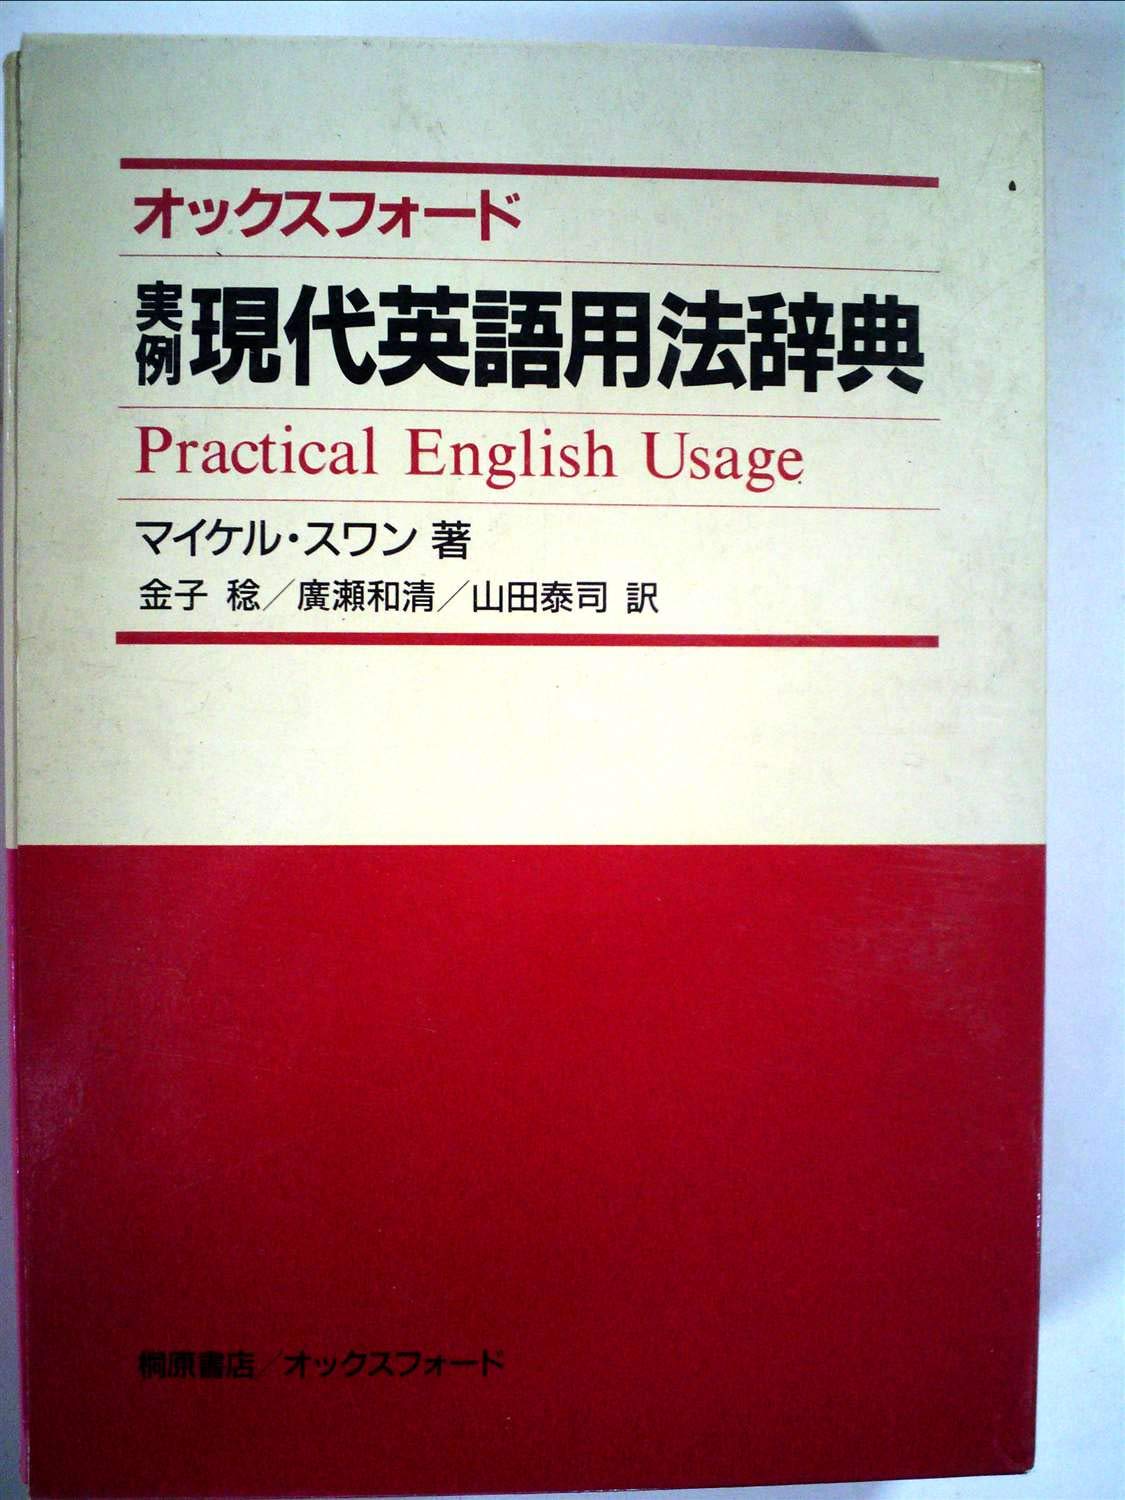 オックスフォード
実例 現代英語用法辞典
Practical English Usage
マイケル・スワン 著
金子 稔／廣瀬和清／山田泰司 訳
桐原書店／オックスフォード